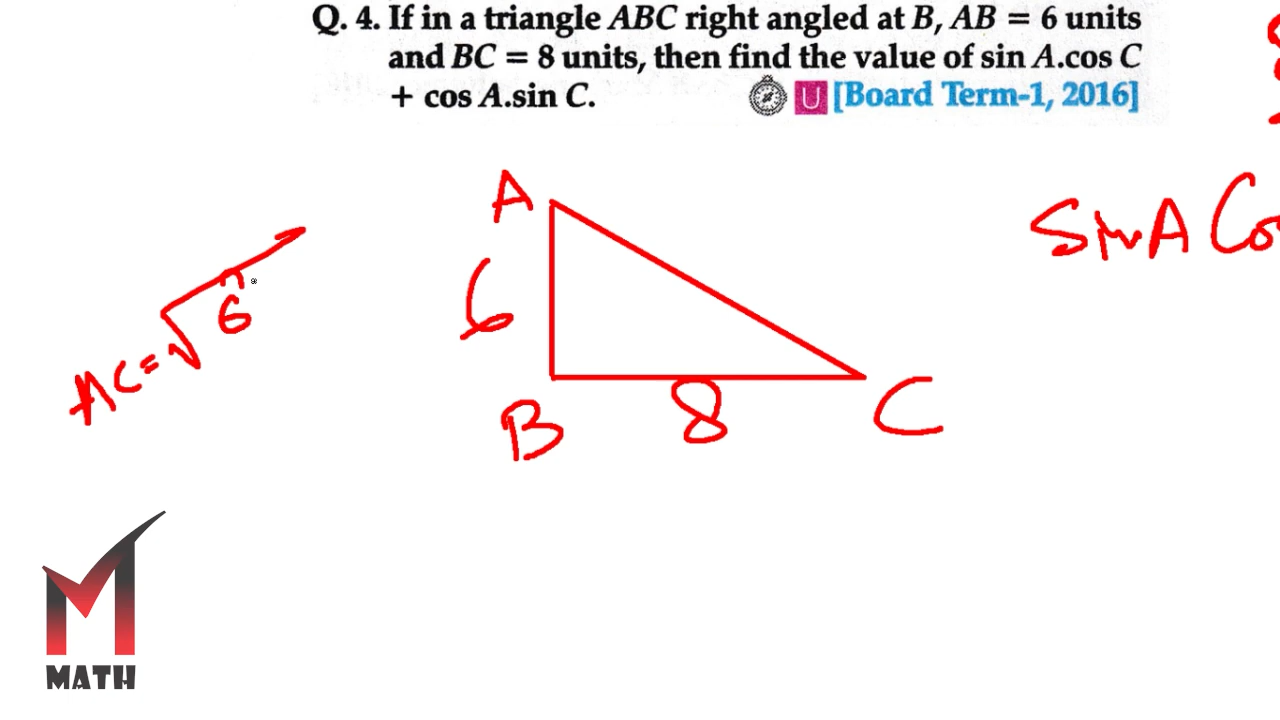 Q. 4. If in a triangle ABC right angled at B, AB = 6 units
and BC = 8 units, then find the value of sin A.cos C
+ cos A.sin C. U [Board Term-1, 2016]
A
Sin A Co
6
AC = √6
B 8 C
MATH